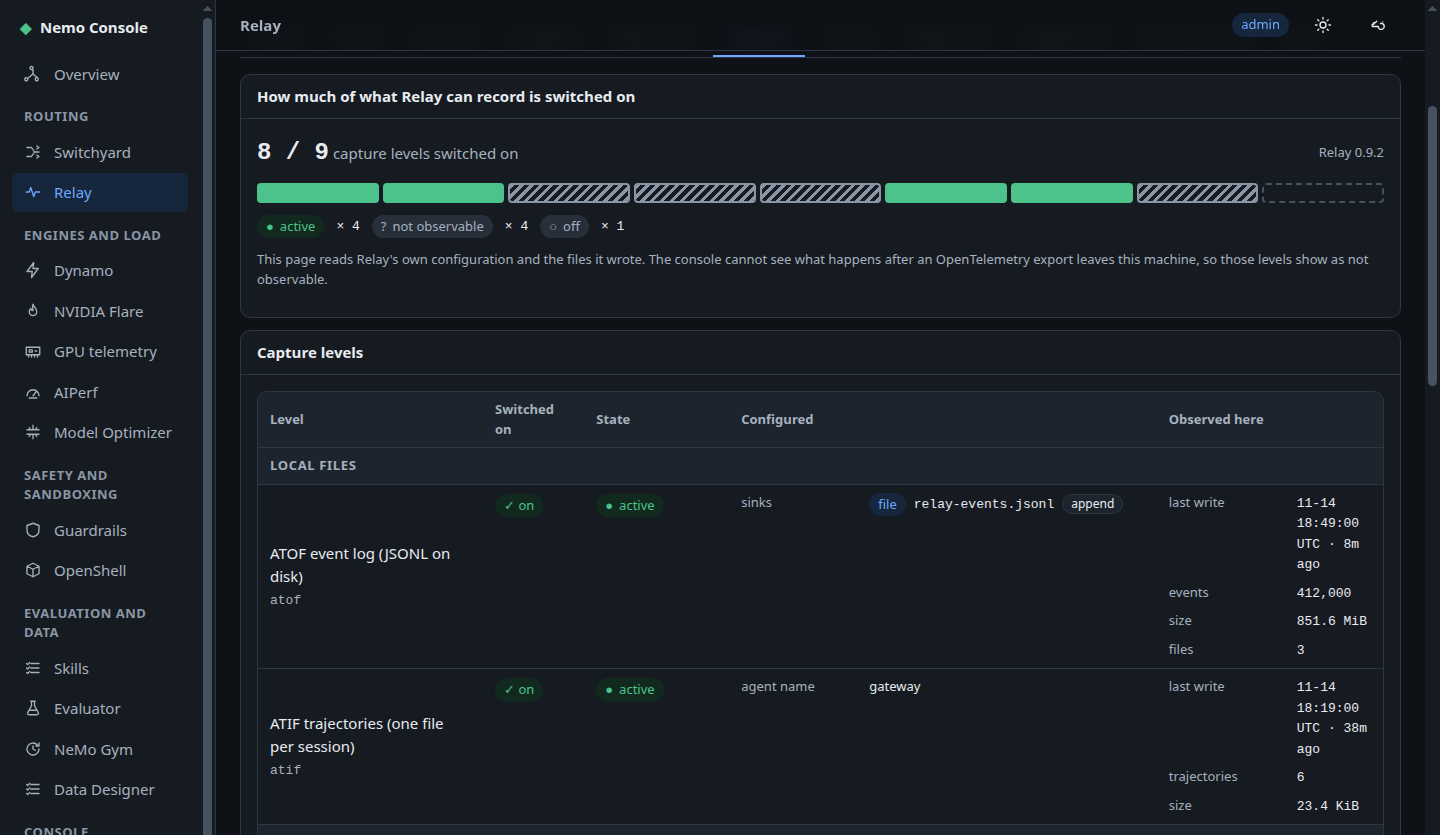 Nemo Console
Overview
ROUTING
Switchyard
Relay
ENGINES AND LOAD
Dynamo
NVIDIA Flare
GPU telemetry
AIPerf
Model Optimizer
SAFETY AND
SANDBOXING
Guardrails
OpenShell
EVALUATION AND
DATA
Skills
Evaluator
NeMo Gym
Data Designer
CONSOLE
Relay
admin
How much of what Relay can record is switched on
8 / 9 capture levels switched on
Relay 0.9.2
● active × 4 ? not observable × 4 ○ off × 1
This page reads Relay's own configuration and the files it wrote. The console cannot see what happens after an OpenTelemetry export leaves this machine, so those levels show as not
observable.
Capture levels
Level Switched on State Configured Observed here
LOCAL FILES
ATOF event log (JSONL on
disk)
atof
✓ on
● active
sinks file relay-events.jsonl append
last write 11-14
18:49:00
UTC · 8m
ago
events 412,000
size 851.6 MiB
files 3
ATIF trajectories (one file
per session)
atif
✓ on
● active
agent name gateway
last write 11-14
18:19:00
UTC · 38m
ago
trajectories 6
size 23.4 KiB